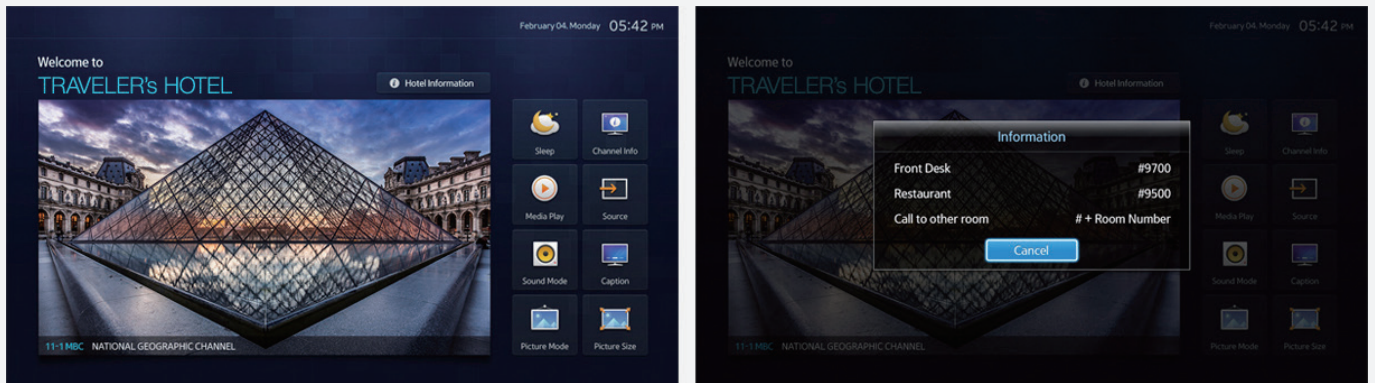 February 04. Monday 05:42 PM
Welcome to
TRAVELER's HOTEL
i Hotel Information
Sleep
Channel Info
Media Play
Source
Sound Mode
Caption
Picture Mode
Picture Size
11-1 MBC NATIONAL GEOGRAPHIC CHANNEL
February 04. Monday 05:42 PM
Welcome to
TRAVELER's HOTEL
i Hotel Information
Information
Front Desk #9700
Restaurant #9500
Call to other room # + Room Number
Cancel
Sleep
Channel Info
Media Play
Source
Sound Mode
Caption
Picture Mode
Picture Size
11-1 MBC NATIONAL GEOGRAPHIC CHANNEL